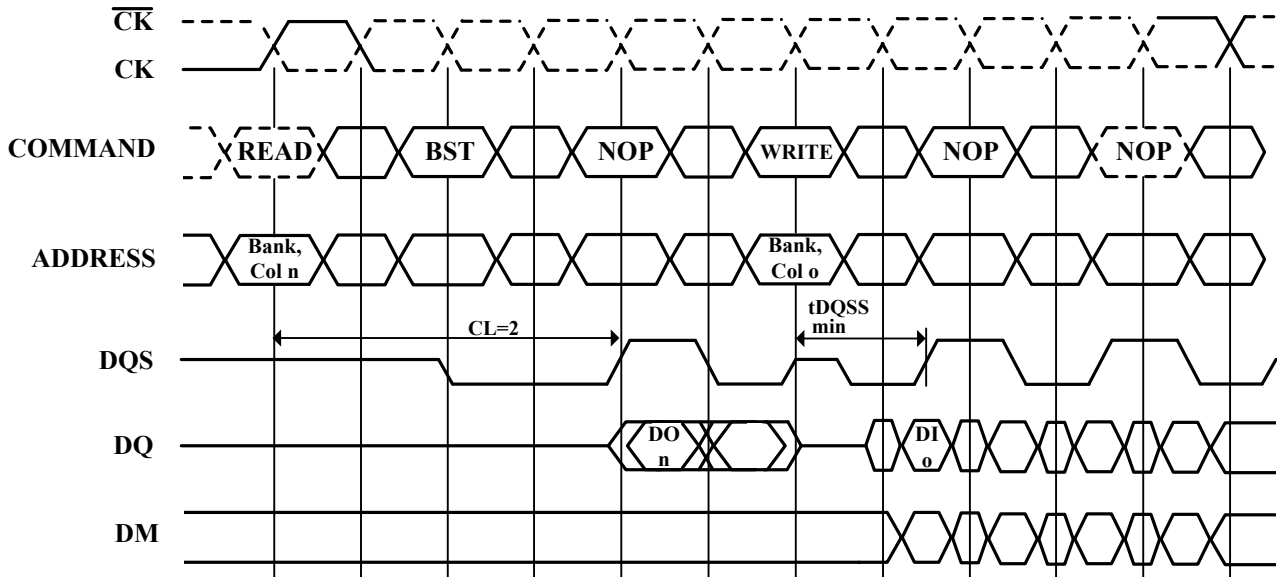 CK
CK
COMMAND
READ
BST
NOP
WRITE
NOP
NOP
ADDRESS
Bank,
Col n
Bank,
Col o
CL=2
tDQSS
min
DQS
DQ
DO
n
DI
o
DM